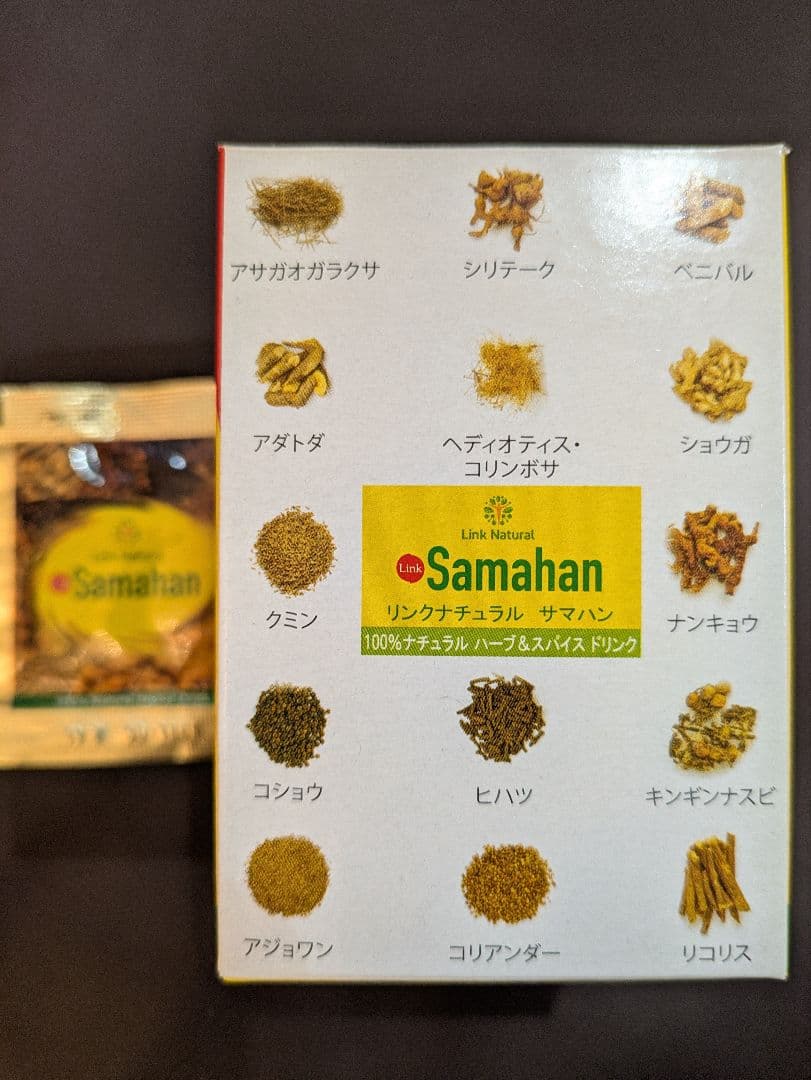 アサガオガラクサ
シリテーク
ベニバル
アダトダ
ヘディオティス・
コリンボサ
ショウガ
クミン
Link Natural
Link Samahan
リンクナチュラル サマハン
100%ナチュラル ハーブ&スパイス ドリンク
ナンキョウ
コショウ
ヒハツ
キンギンナスビ
アジョワン
コリアンダー
リコリス
Link Natural
Samahan